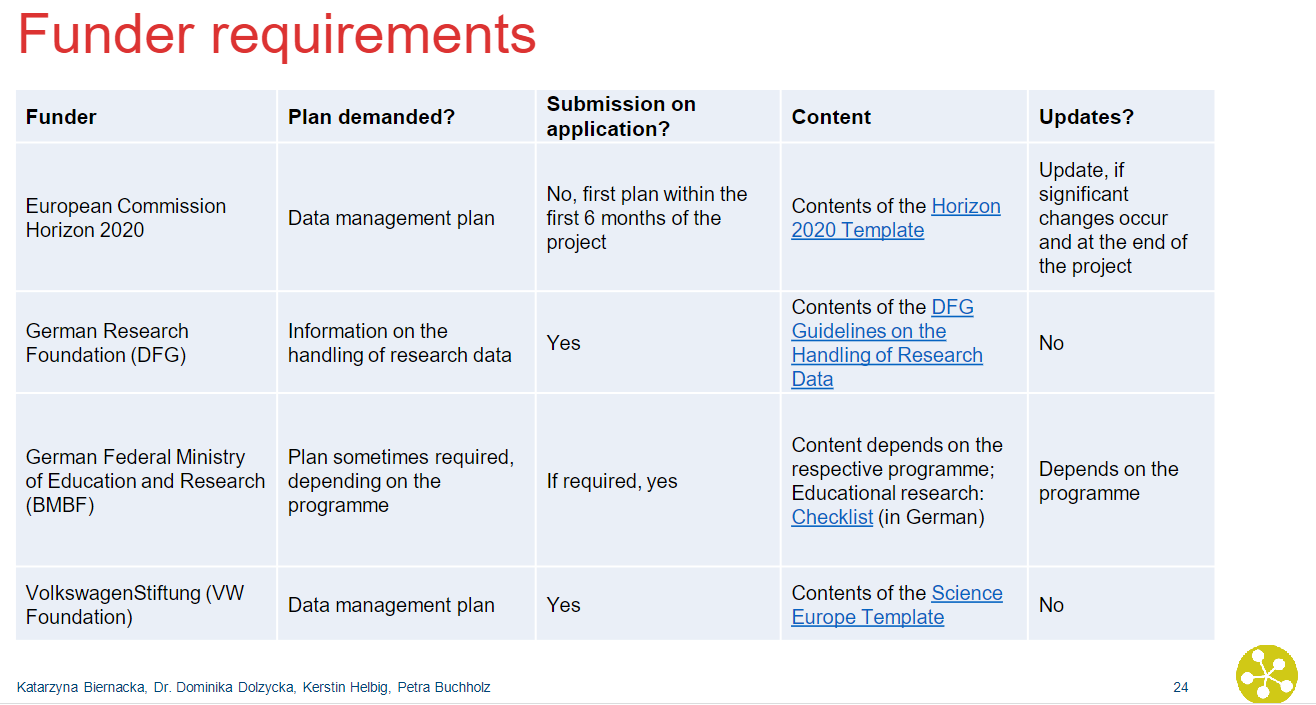 Funder requirements
Funder
Plan demanded?
Submission on
application?
Content
Updates?
European Commission
Horizon 2020
Data management plan
No, first plan within the
first 6 months of the
project
Contents of the Horizon
2020 Template
Update, if
significant
changes occur
and at the end of
the project
German Research
Foundation (DFG)
Information on the
handling of research data
Yes
Contents of the DFG
Guidelines on the
Handling of Research
Data
No
German Federal Ministry
of Education and Research
(BMBF)
Plan sometimes required,
depending on the
programme
If required, yes
Content depends on the
respective programme;
Educational research:
Checklist (in German)
Depends on the
programme
VolkswagenStiftung (VW
Foundation)
Data management plan
Yes
Contents of the Science
Europe Template
No
Katarzyna Biernacka, Dr. Dominika Dolzycka, Kerstin Helbig, Petra Buchholz
24